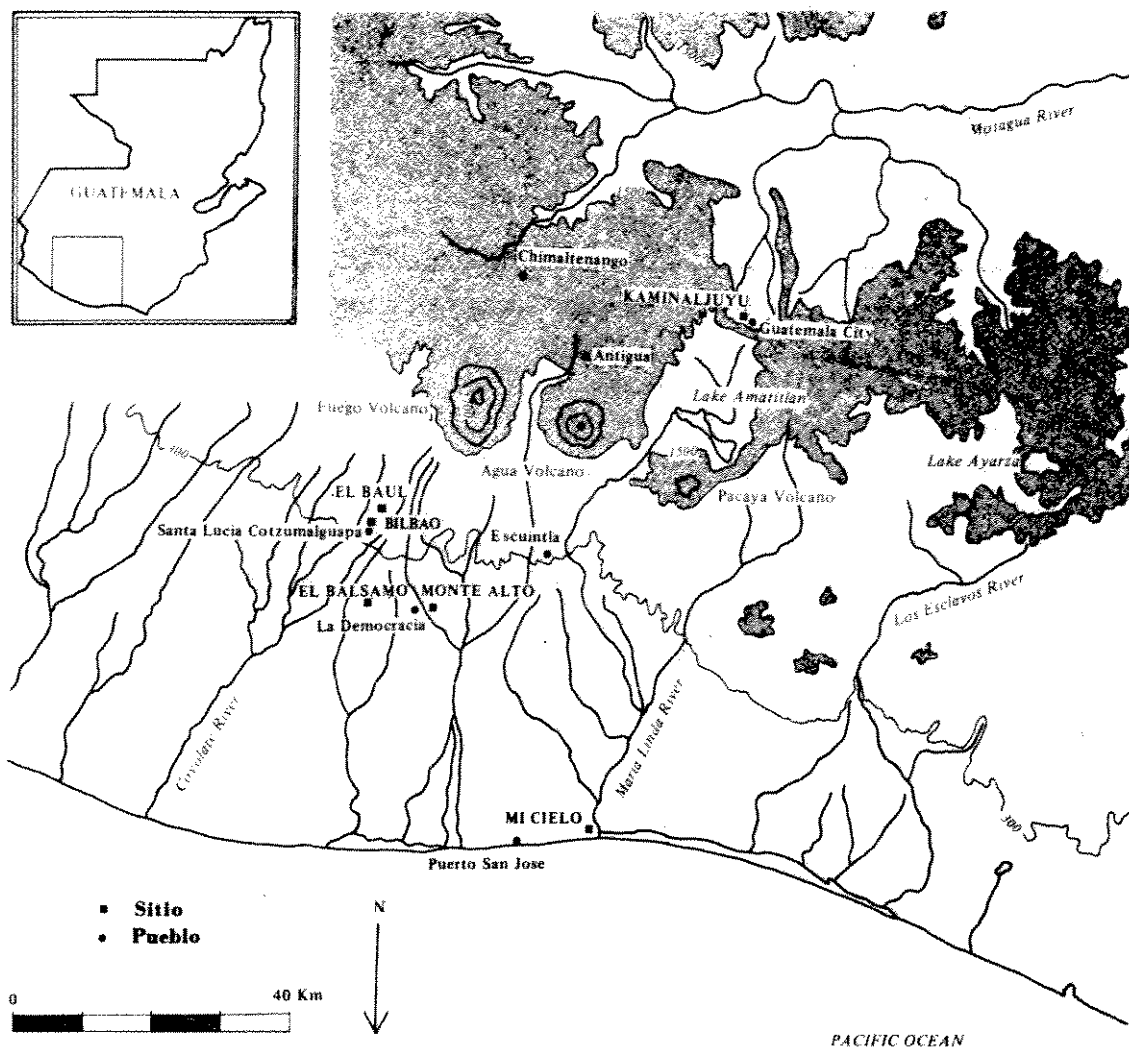 GUATEMALA
Motagua River
1500
Chimaltenango
KAMINALJUYU
Guatemala City
Antigua
Lake Amatitlan
Fuego Volcano
Agua Volcano
1500
Pacaya Volcano
Lake Ayarza
EL BAUL
BILBAO
Santa Lucia Cotzumalguapa
Escuintla
EL BALSAMO
MONTE ALTO
La Democracia
Los Esclavos River
Coyolate River
Maria Linda River
300
MI CIELO
Puerto San Jose
Sitio
Pueblo
N
0
40 Km
PACIFIC OCEAN